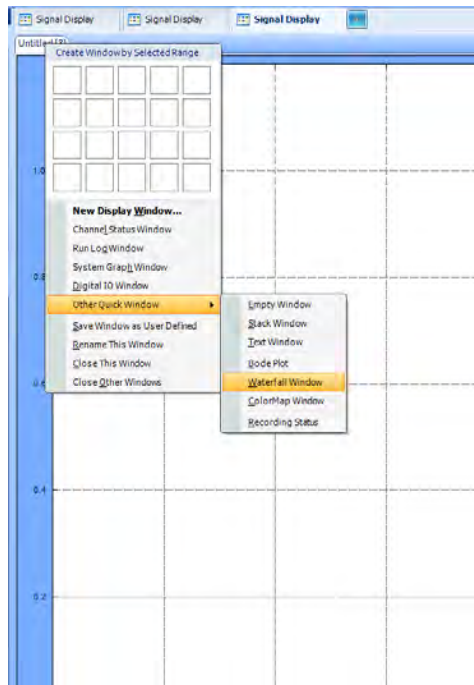 Signal Display
Signal Display
Signal Display
Create Window by Selected Range
New Display Window...
Channel Status Window
Run Log Window
System Graph Window
Digital IO Window
Other Quick Window
Save Window as User Defined
Rename This Window
Close This Window
Close Other Windows
Empty Window
Stack Window
Text Window
Bode Plot
Waterfall Window
ColorMap Window
Recording Status
1.0
0.8
0.6
0.4
0.2